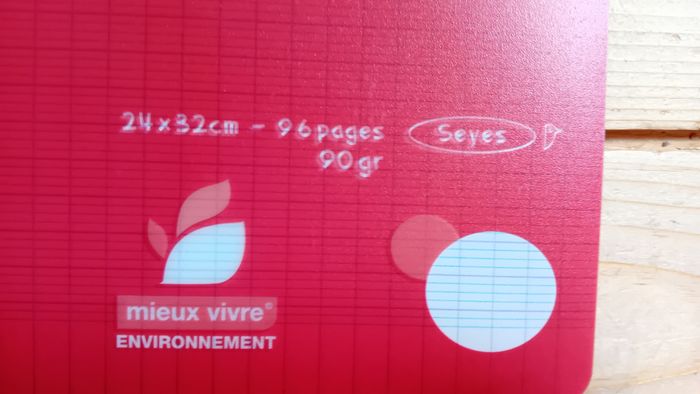 24x32cm - 96pages Seyes
90gr
mieux vivre®
ENVIRONNEMENT